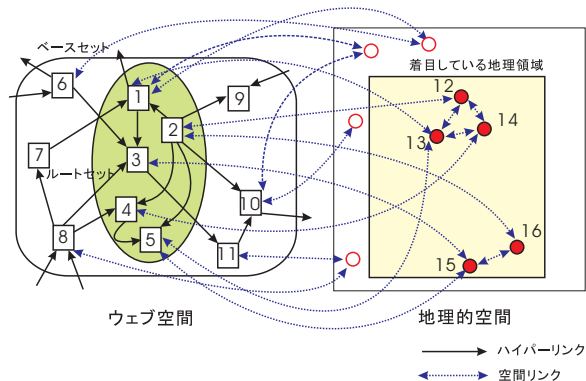 ベースセット
着目している地理領域
6
12
1
9
2
14
13
7
3
ルートセット
4
10
8
5
11
16
15
ウェブ空間
地理的空間
ハイパーリンク
空間リンク